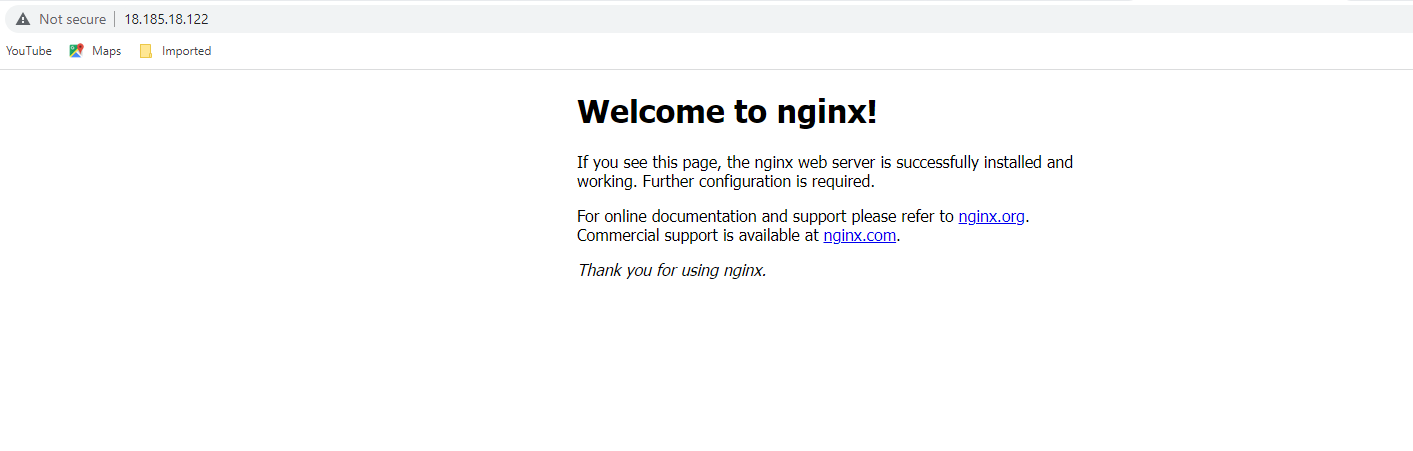 Not secure 18.185.18.122
YouTube Maps Imported
Welcome to nginx!
If you see this page, the nginx web server is successfully installed and
working. Further configuration is required.
For online documentation and support please refer to nginx.org.
Commercial support is available at nginx.com.
Thank you for using nginx.